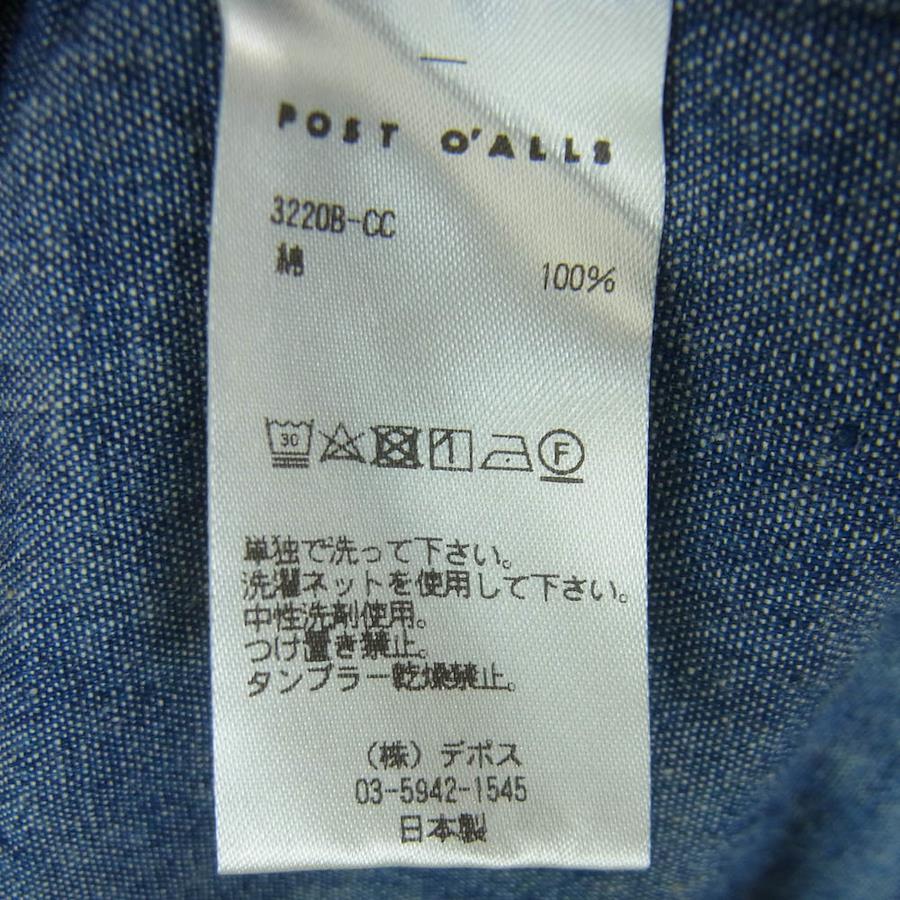 POST O'ALLS
3220B-CC
綿 100%
30 F
単独で洗って下さい。
洗濯ネットを使用して下さい。
中性洗剤使用。
つけ置き禁止。
タンブラー乾燥禁止。
(株)デポス
03-5942-1545
日本製